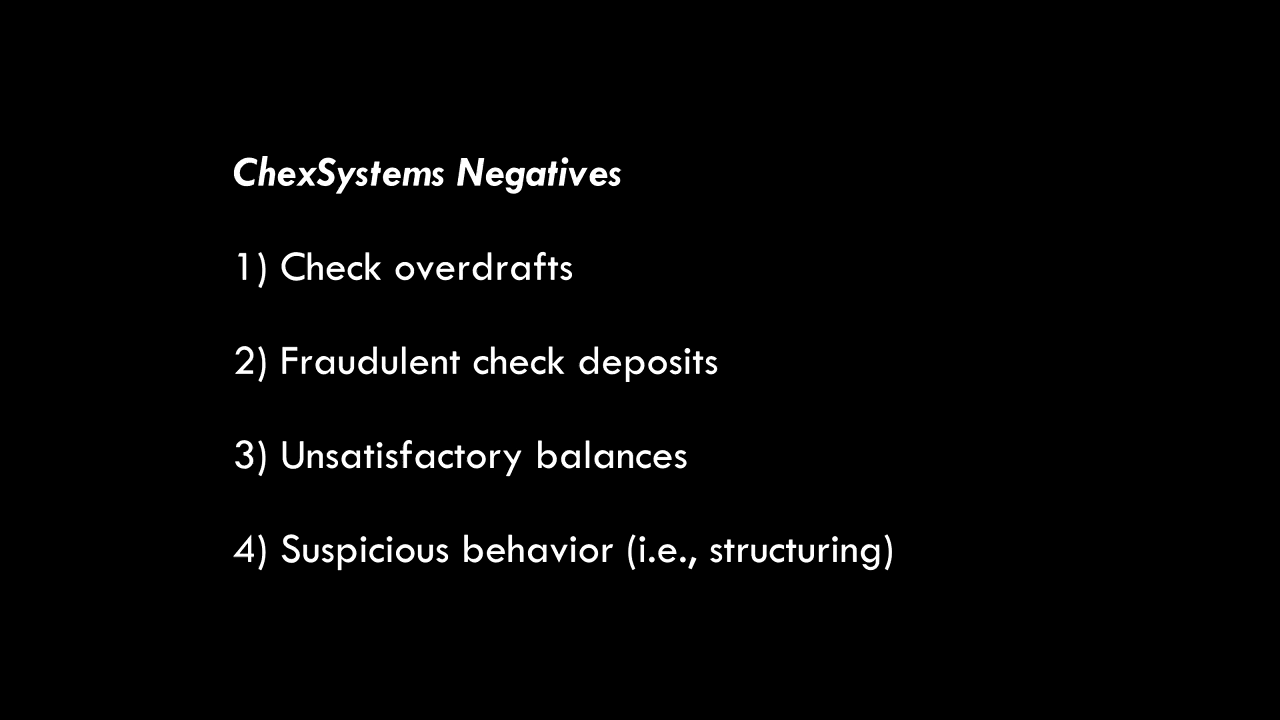 ChexSystems Negatives
1) Check overdrafts
2) Fraudulent check deposits
3) Unsatisfactory balances
4) Suspicious behavior (i.e., structuring)